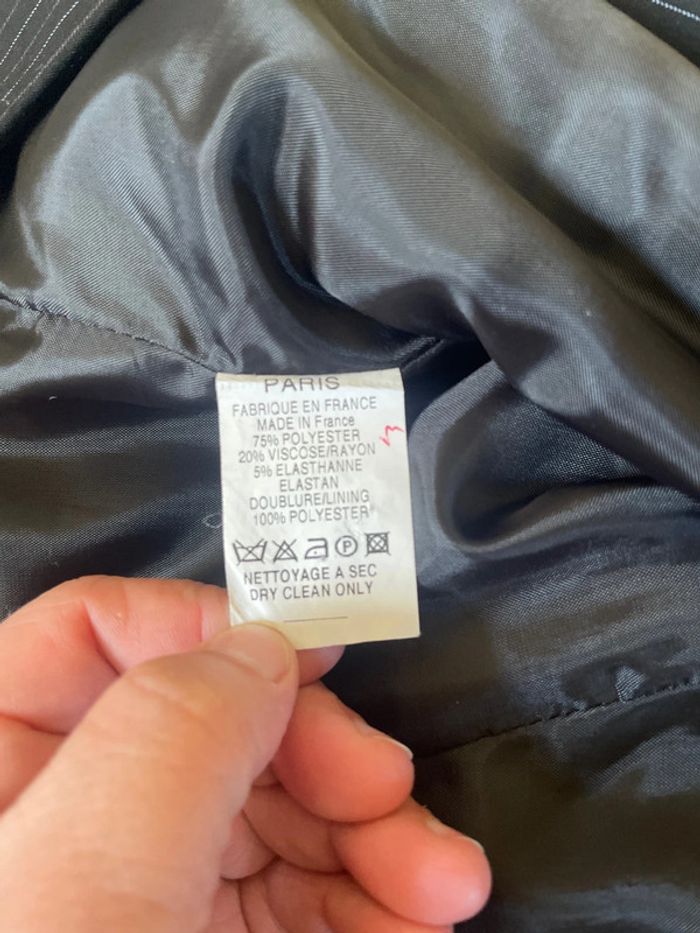 PARIS
FABRIQUE EN FRANCE
MADE IN France
75% POLYESTER
20% VISCOSE/RAYON
5% ELASTHANNE
ELASTAN
DOUBLURE/LINING
100% POLYESTER
NETTOYAGE A SEC
DRY CLEAN ONLY